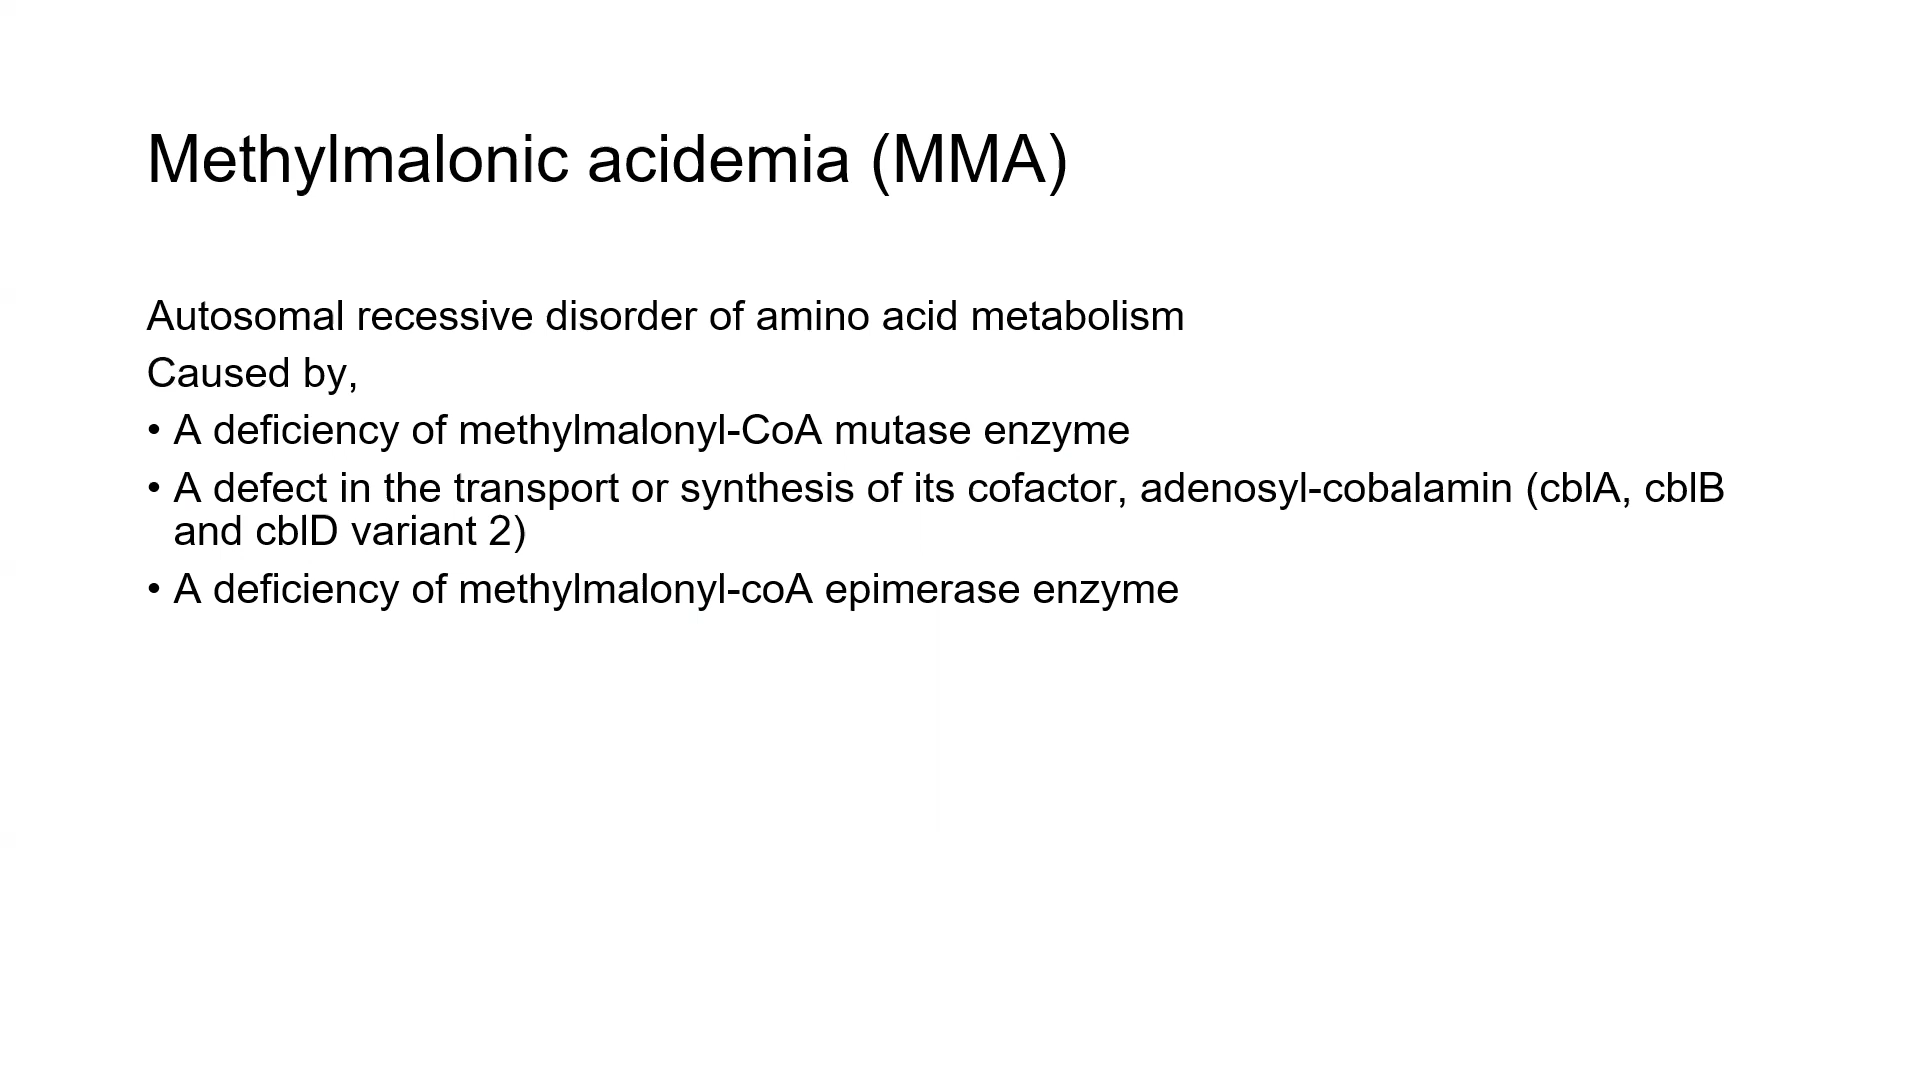 Methylmalonic acidemia (MMA)
Autosomal recessive disorder of amino acid metabolism
Caused by,
• A deficiency of methylmalonyl-CoA mutase enzyme
• A defect in the transport or synthesis of its cofactor, adenosyl-cobalamin (cblA, cblB
and cblD variant 2)
• A deficiency of methylmalonyl-coA epimerase enzyme